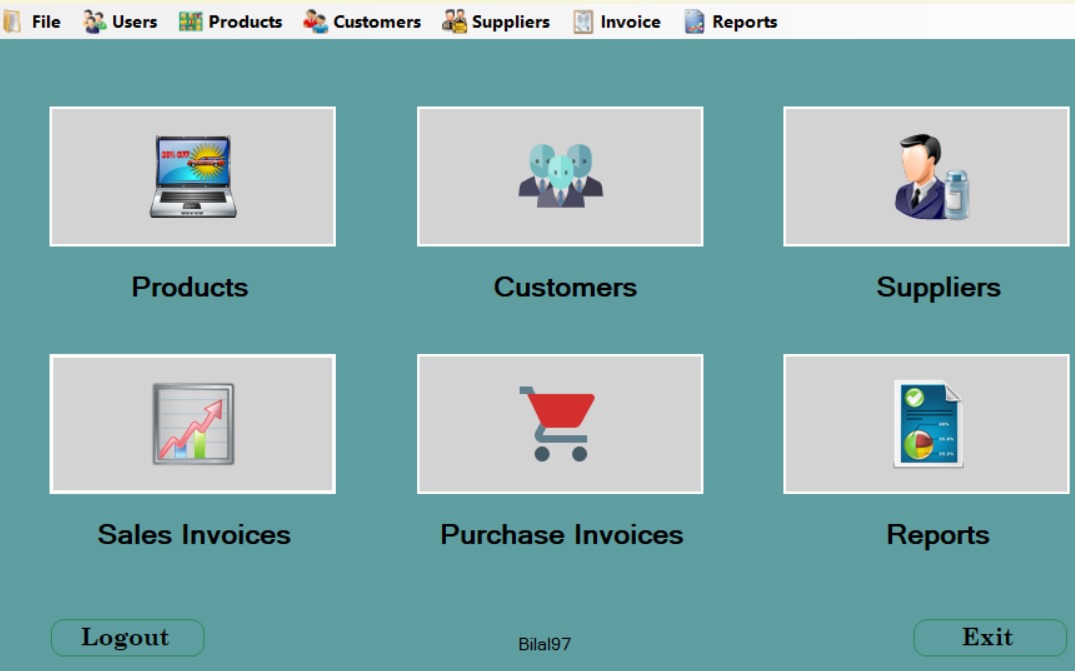 File Users Products Customers Suppliers Invoice Reports
Products Customers Suppliers
Sales Invoices Purchase Invoices Reports
Logout Bilal97 Exit